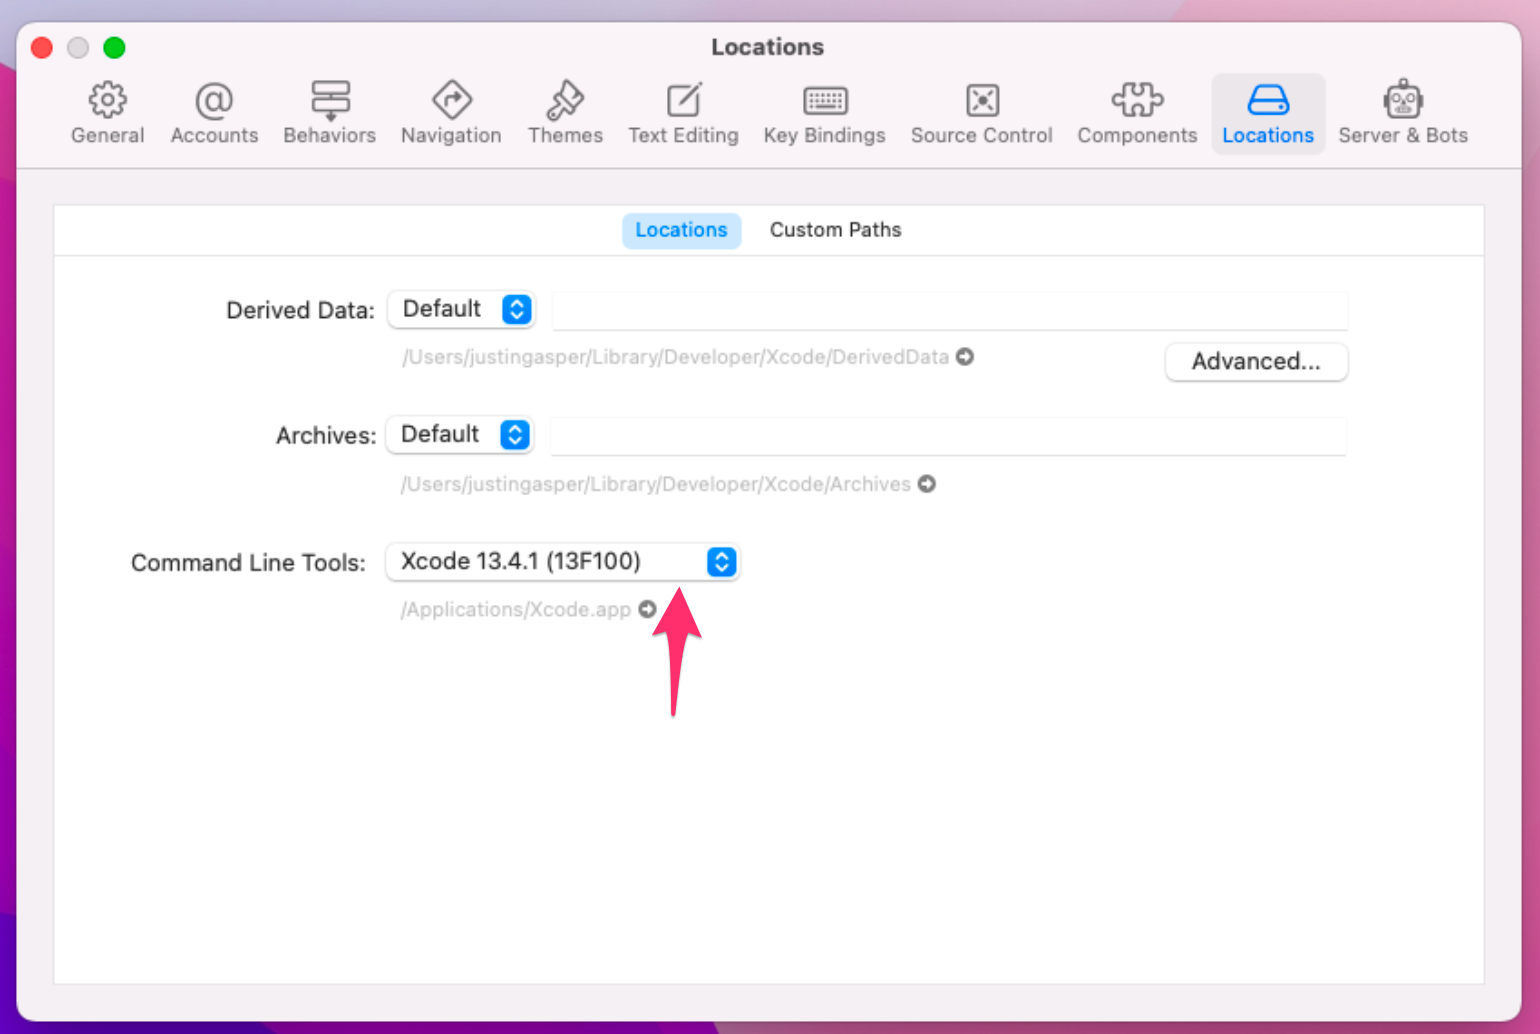 Locations
General Accounts Behaviors Navigation Themes Text Editing Key Bindings Source Control Components Locations Server & Bots
Locations Custom Paths
Derived Data: Default
/Users/justingasper/Library/Developer/Xcode/DerivedData
Advanced...
Archives: Default
/Users/justingasper/Library/Developer/Xcode/Archives
Command Line Tools: Xcode 13.4.1 (13F100)
/Applications/Xcode.app